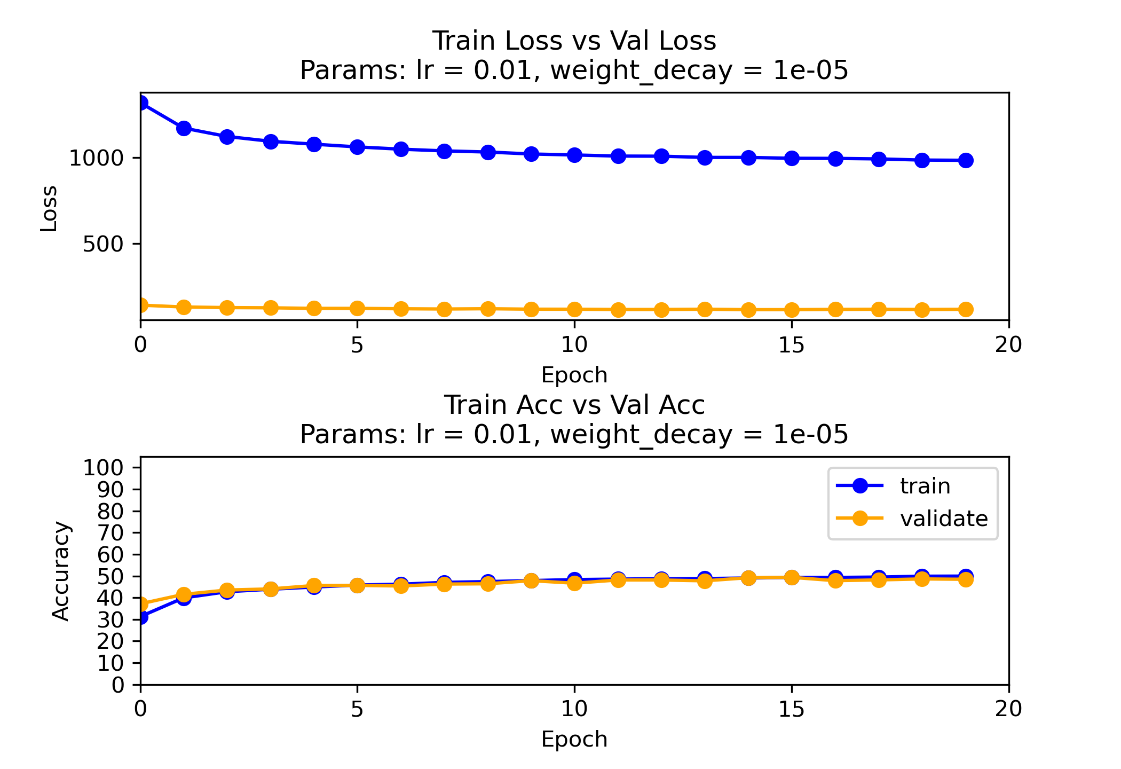 Train Loss vs Val Loss
Params: lr = 0.01, weight_decay = 1e-05
1000
500
Loss
0 5 10 15 20
Epoch
Train Acc vs Val Acc
Params: lr = 0.01, weight_decay = 1e-05
100
90
80
70
60
50
40
30
20
10
0
Accuracy
train
validate
0 5 10 15 20
Epoch